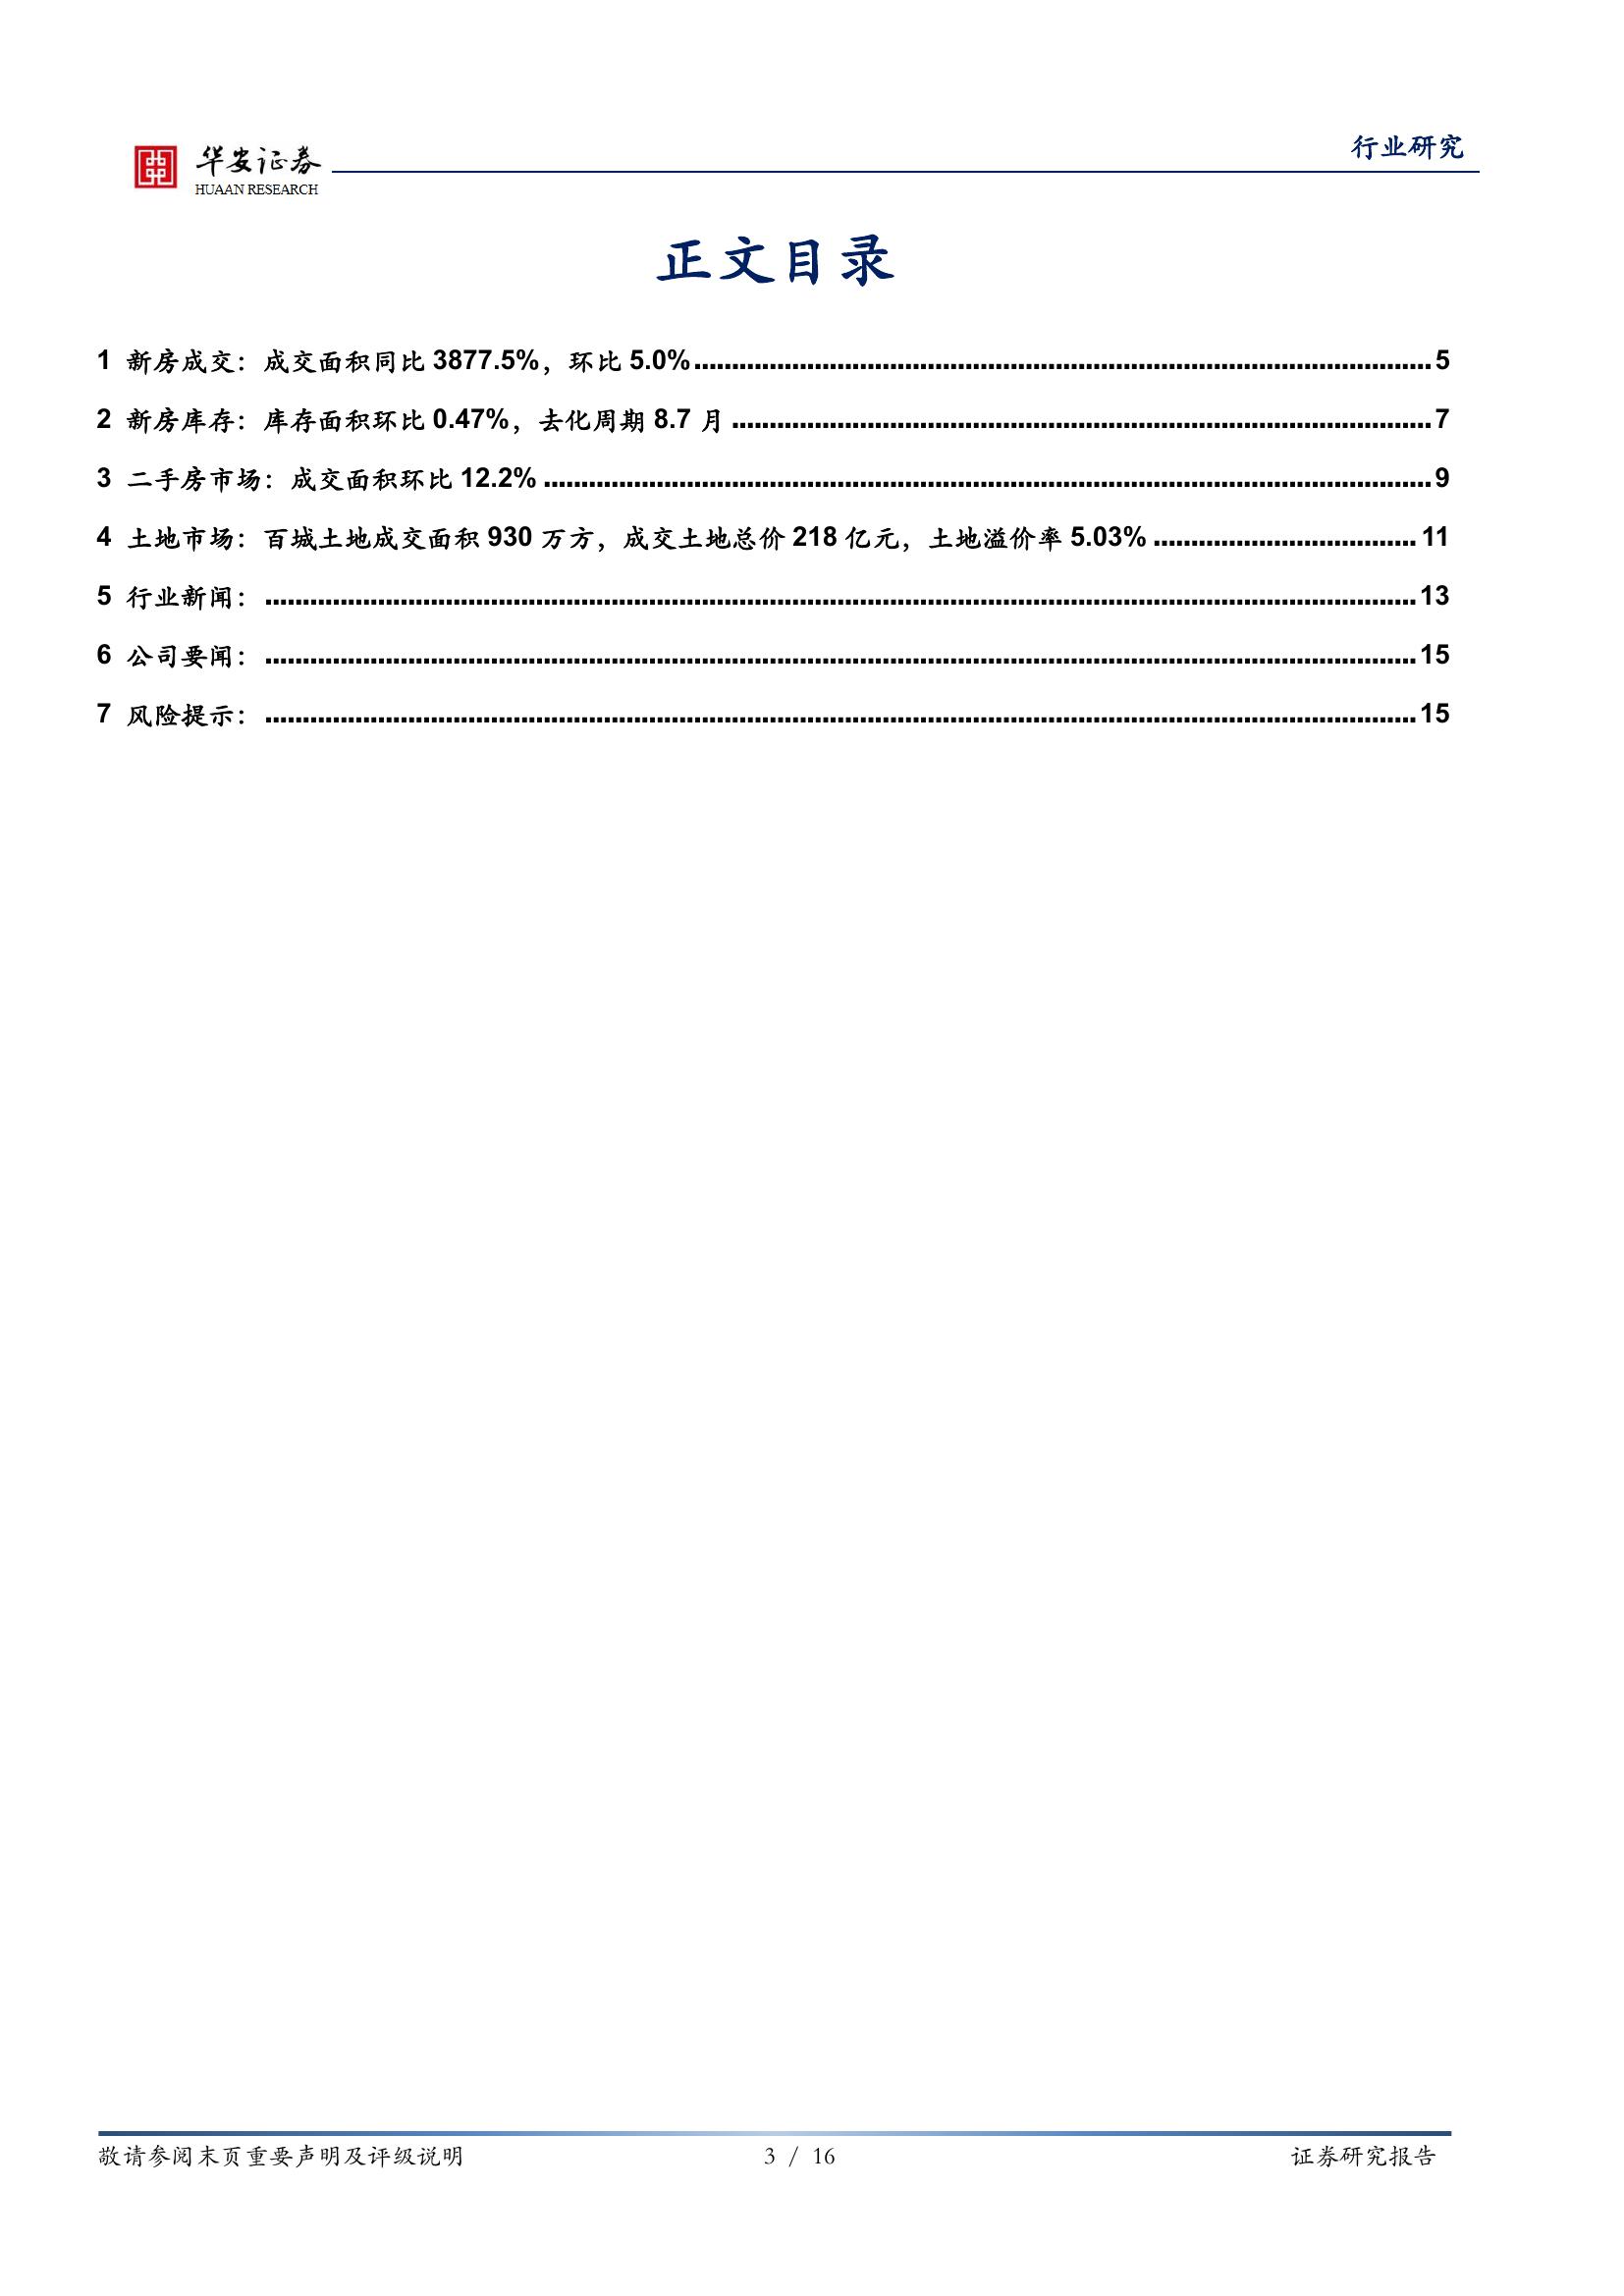 行业研究
华安证券
HUAAN RESEARCH
正文目录
1 新房成交：成交面积同比 3877.5%，环比 5.0%..........5
2 新房库存：库存面积环比 0.47%，去化周期 8.7 月..........7
3 二手房市场：成交面积环比 12.2%..........9
4 土地市场：百城土地成交面积 930 万方，成交土地总价 218 亿元，土地溢价率 5.03%..........11
5 行业新闻：..........13
6 公司要闻：..........15
7 风险提示：..........15
敬请参阅末页重要声明及评级说明 3 / 16 证券研究报告